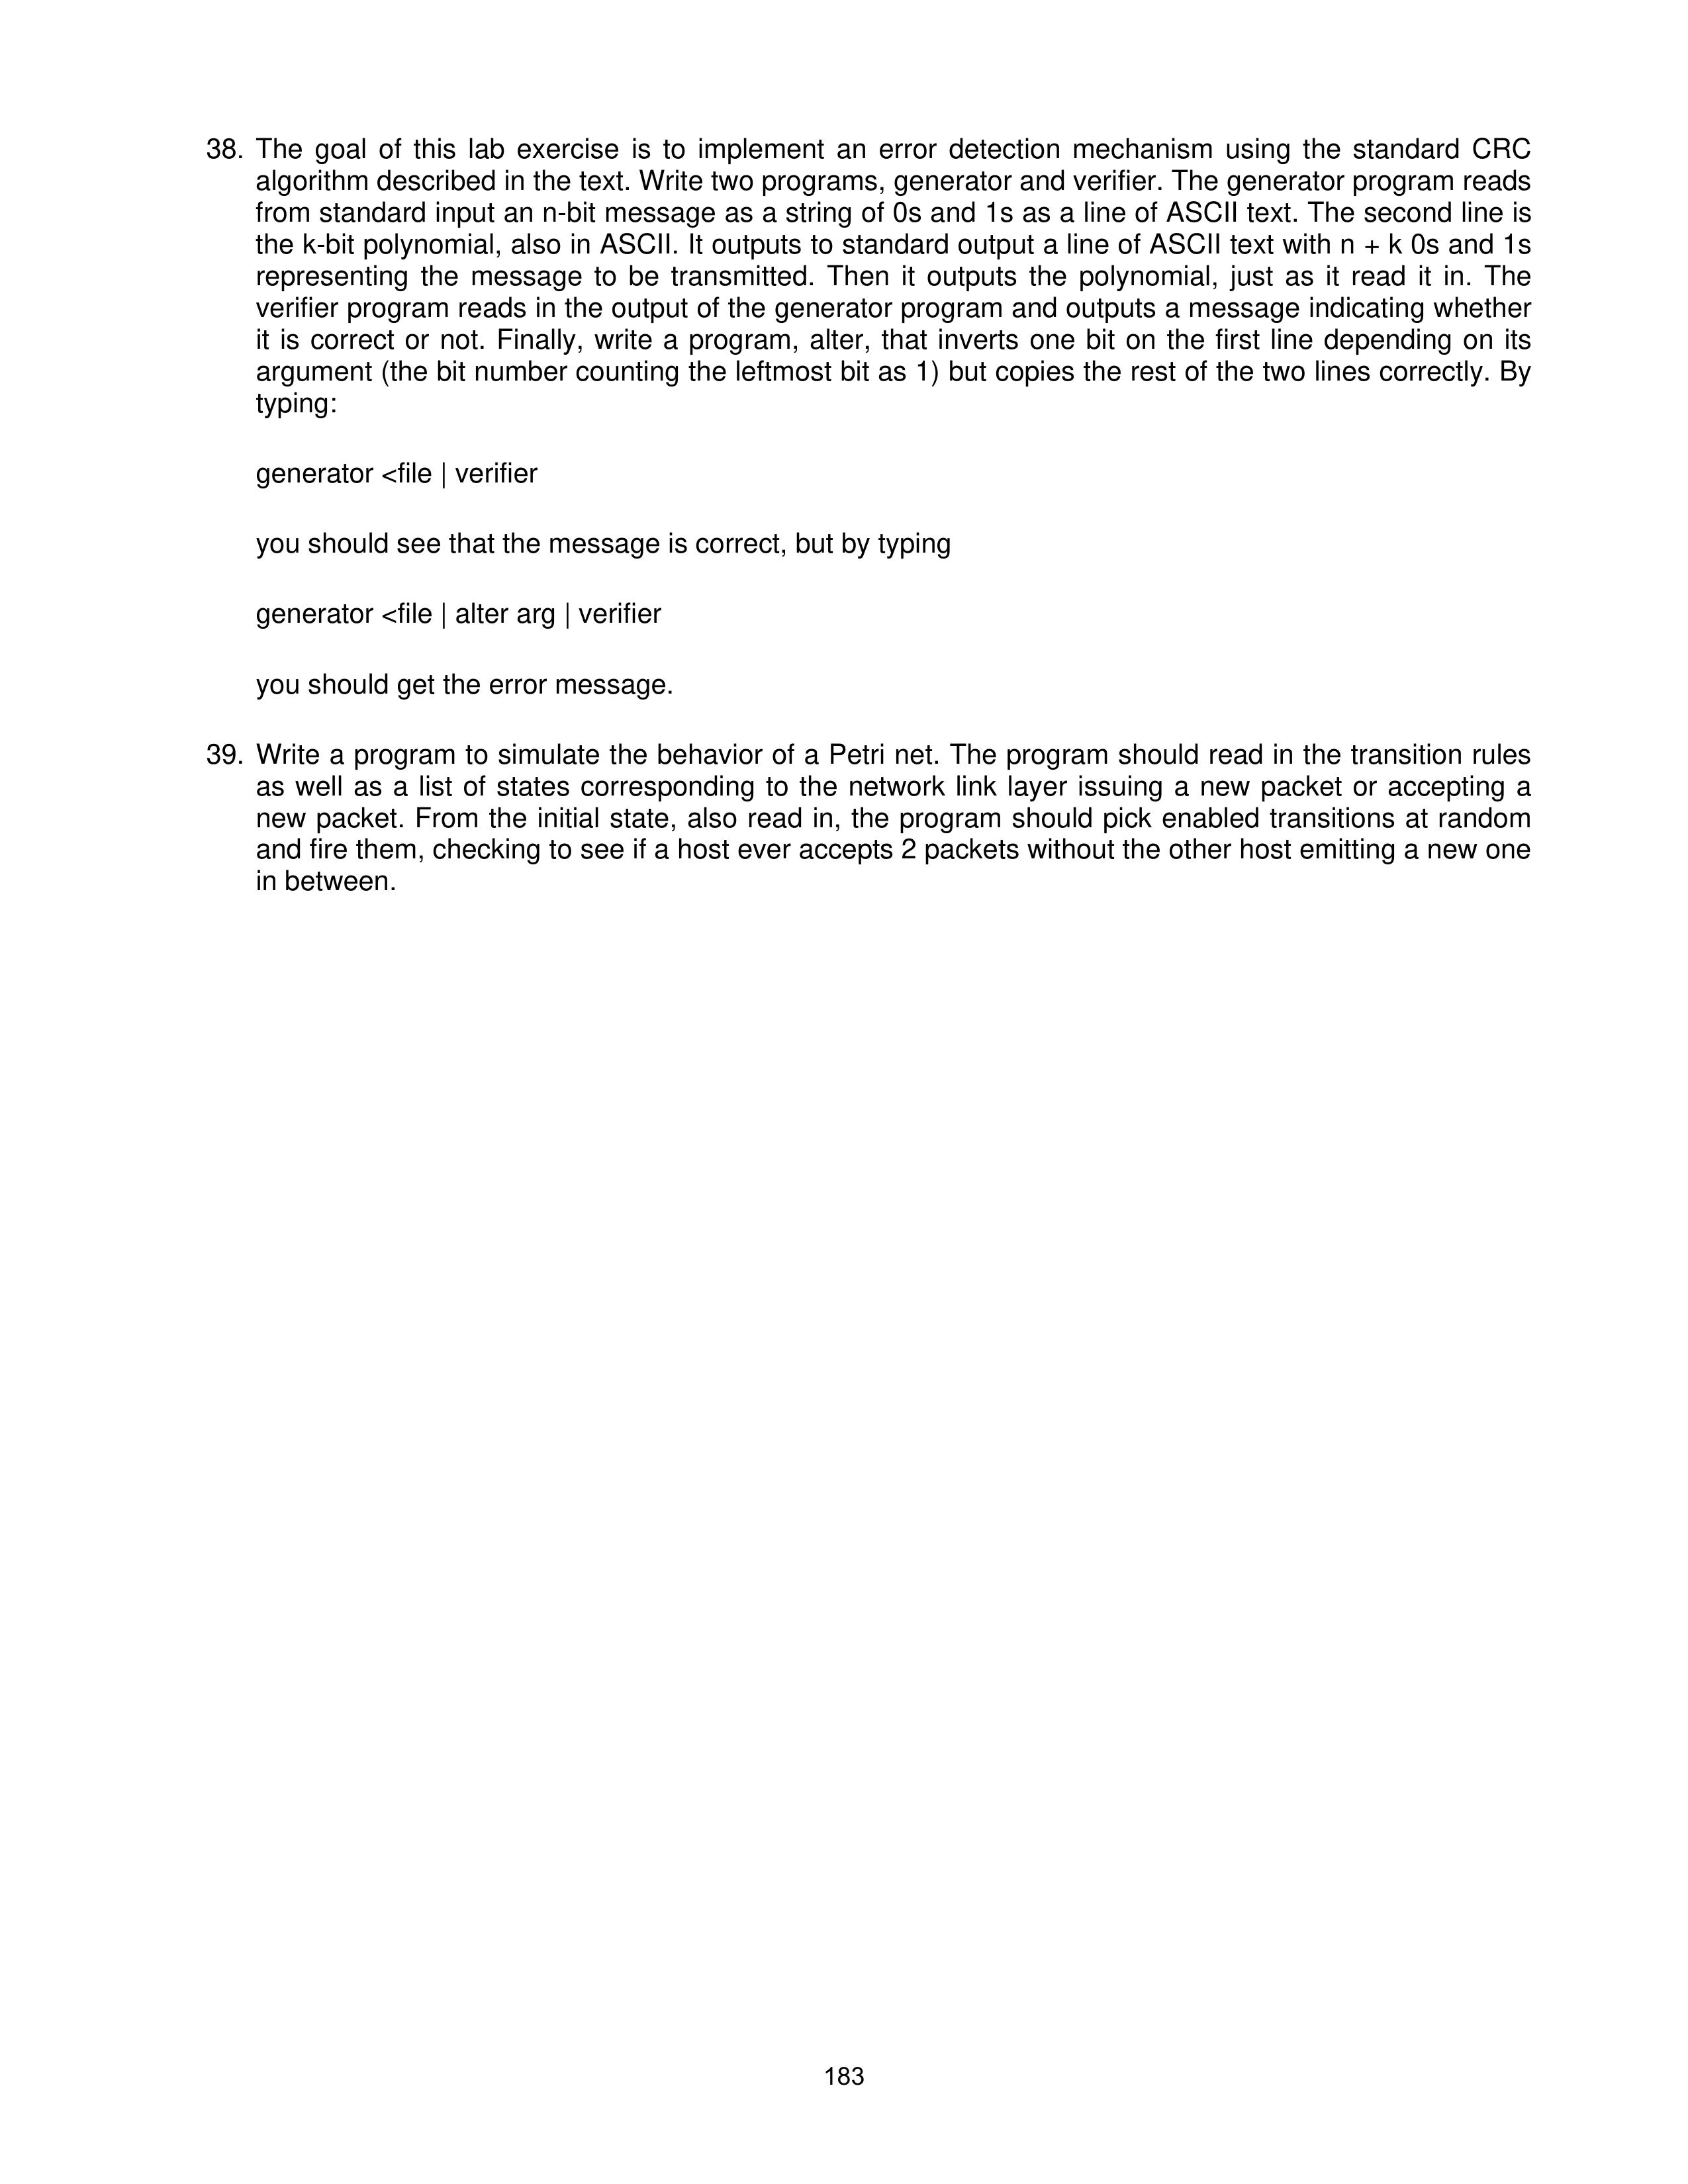 38. The goal of this lab exercise is to implement an error detection mechanism using the standard CRC
algorithm described in the text. Write two programs, generator and verifier. The generator program reads
from standard input an n-bit message as a string of 0s and 1s as a line of ASCII text. The second line is
the k-bit polynomial, also in ASCII. It outputs to standard output a line of ASCII text with n + k 0s and 1s
representing the message to be transmitted. Then it outputs the polynomial, just as it read it in. The
verifier program reads in the output of the generator program and outputs a message indicating whether
it is correct or not. Finally, write a program, alter, that inverts one bit on the first line depending on its
argument (the bit number counting the leftmost bit as 1) but copies the rest of the two lines correctly. By
typing:
generator <file | verifier
you should see that the message is correct, but by typing
generator <file | alter arg | verifier
you should get the error message.
39. Write a program to simulate the behavior of a Petri net. The program should read in the transition rules
as well as a list of states corresponding to the network link layer issuing a new packet or accepting a
new packet. From the initial state, also read in, the program should pick enabled transitions at random
and fire them, checking to see if a host ever accepts 2 packets without the other host emitting a new one
in between.
183